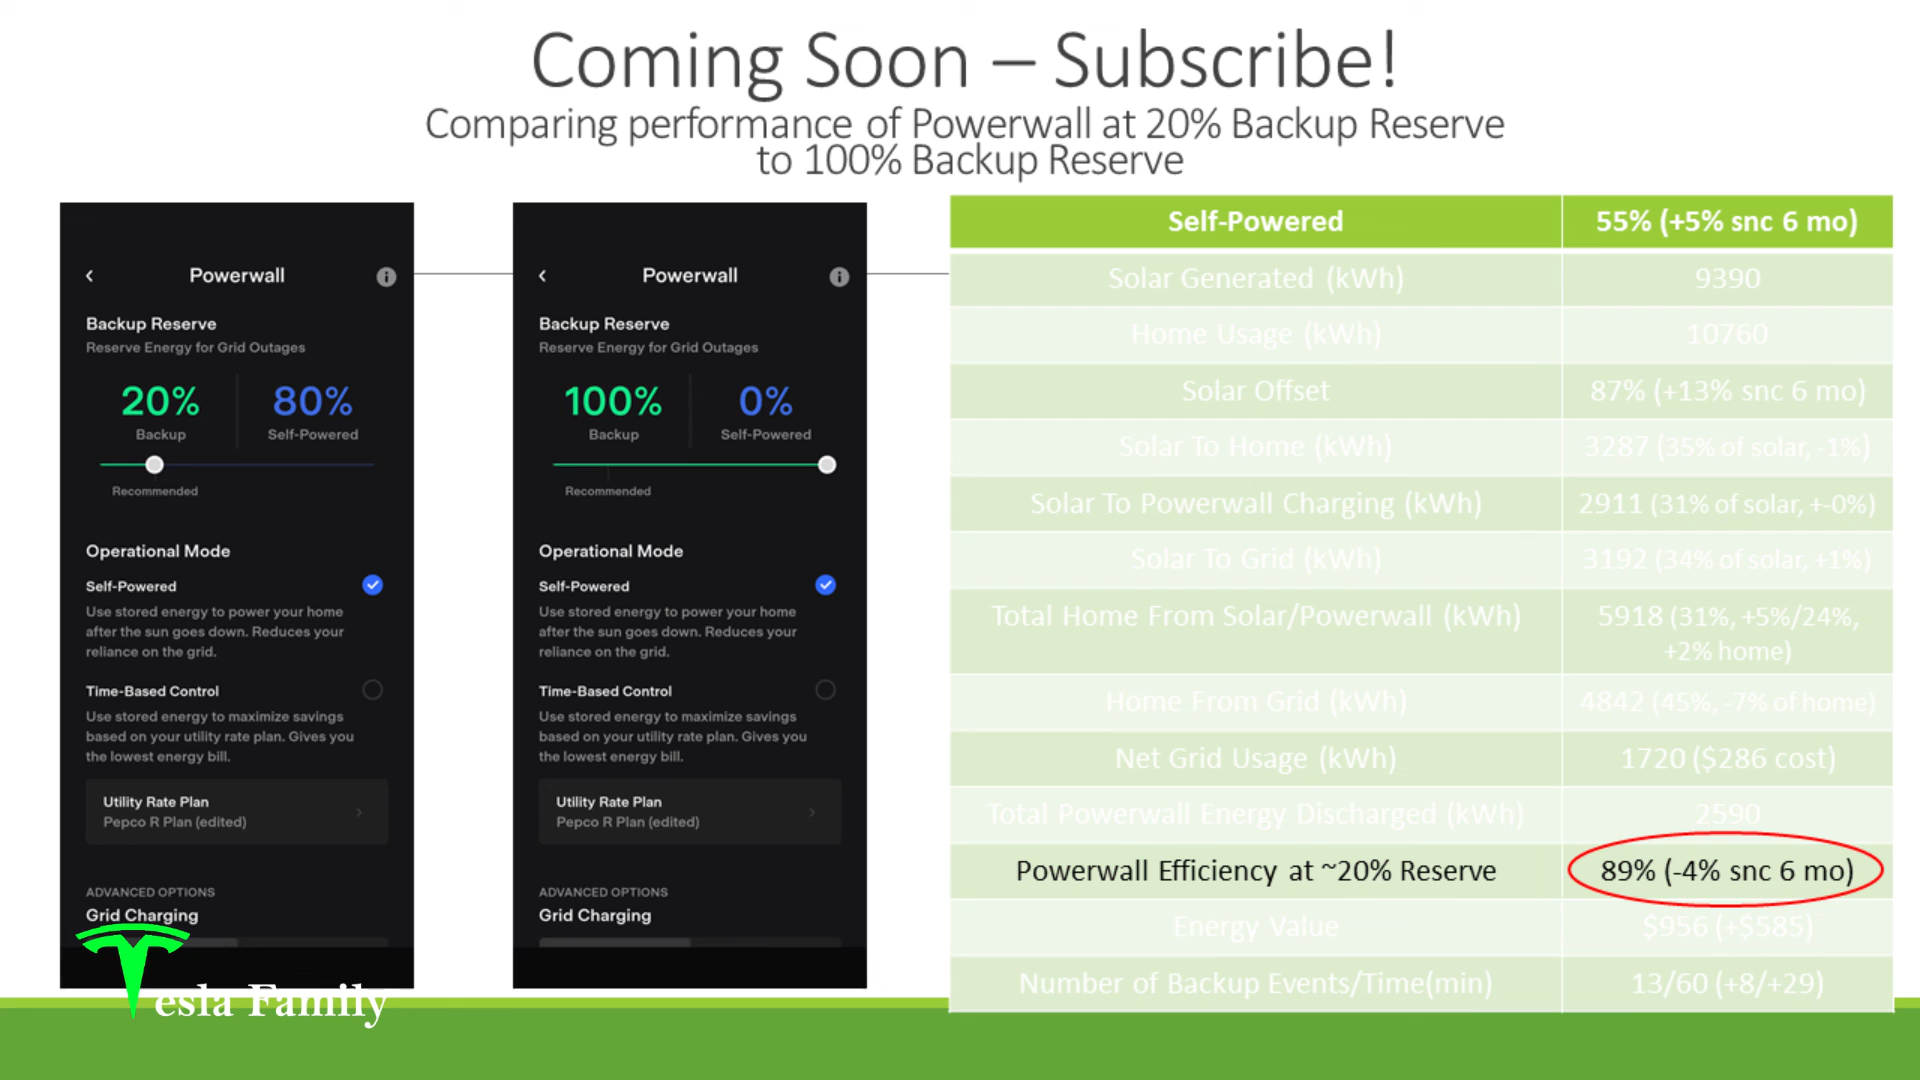 Coming Soon – Subscribe!
Comparing performance of Powerwall at 20% Backup Reserve
to 100% Backup Reserve
Powerwall
Backup Reserve
Reserve Energy for Grid Outages
20% 80%
Backup Self-Powered
Recommended
Operational Mode
Self-Powered
Use stored energy to power your home
after the sun goes down. Reduces your
reliance on the grid.
Time-Based Control
Use stored energy to maximize savings
based on your utility rate plan. Gives you
the lowest energy bill.
Utility Rate Plan
Pepco R Plan (edited)
ADVANCED OPTIONS
Grid Charging
Tesla Family
Powerwall
Backup Reserve
Reserve Energy for Grid Outages
100% 0%
Backup Self-Powered
Recommended
Operational Mode
Self-Powered
Use stored energy to power your home
after the sun goes down. Reduces your
reliance on the grid.
Time-Based Control
Use stored energy to maximize savings
based on your utility rate plan. Gives you
the lowest energy bill.
Utility Rate Plan
Pepco R Plan (edited)
ADVANCED OPTIONS
Grid Charging
Self-Powered 55% (+5% snc 6 mo)
Solar Generated (kWh) 9390
Home Usage (kWh) 10760
Solar Offset 87% (+13% snc 6 mo)
Solar To Home (kWh) 3287 (35% of solar, -1%)
Solar To Powerwall Charging (kWh) 2911 (31% of solar, +-0%)
Solar To Grid (kWh) 3192 (34% of solar, +1%)
Total Home From Solar/Powerwall (kWh) 5918 (31%, +5%/24%,
+2% home)
Home From Grid (kWh) 4842 (45%, -7% of home)
Net Grid Usage (kWh) 1720 ($286 cost)
Total Powerwall Energy Discharged (kWh) 2590
Powerwall Efficiency at ~20% Reserve 89% (-4% snc 6 mo)
Energy Value $956 (+$585)
Number of Backup Events/Time(min) 13/60 (+8/+29)